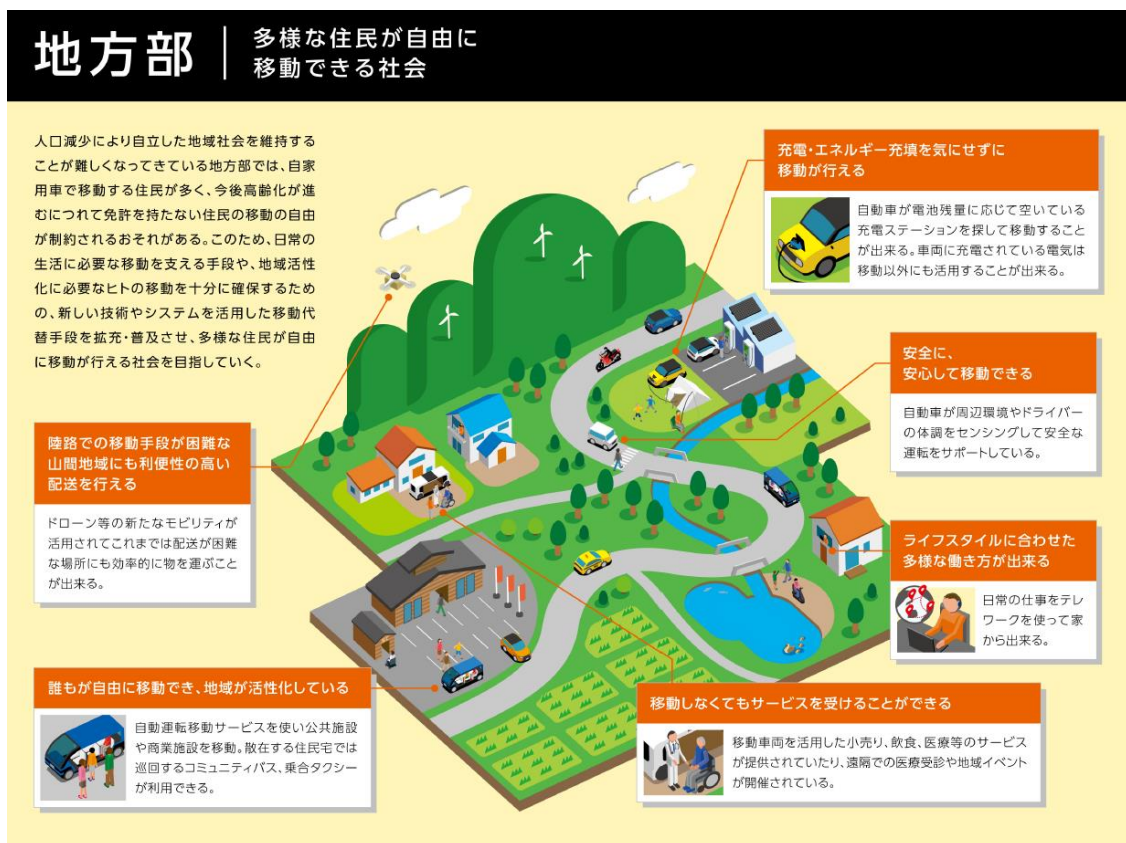 地方部
多様な住民が自由に
移動できる社会
人口減少により自立した地域社会を維持する
ことが難しくなってきている地方部では、自家
用車で移動する住民が多く、今後高齢化が進
むにつれて免許を持たない住民の移動の自由
が制約されるおそれがある。このため、日常の
生活に必要な移動を支える手段や、地域活性
化に必要なヒトの移動を十分に確保するため
の、新しい技術やシステムを活用した移動代
替手段を拡充・普及させ、多様な住民が自由
に移動が行える社会を目指していく。
充電・エネルギー充填を気にせずに
移動が行える
自動車が電池残量に応じて空いている
充電ステーションを探して移動すること
が出来る。車両に充電されている電気は
移動以外にも活用することが出来る。
安全に、
安心して移動できる
自動車が周辺環境やドライバー
の体調をセンシングして安全な
運転をサポートしている。
陸路での移動手段が困難な
山間地域にも利便性の高い
配送を行える
ドローン等の新たなモビリティが
活用されてこれまでは配送が困難
な場所にも効率的に物を運ぶこと
が出来る。
ライフスタイルに合わせた
多様な働き方が出来る
日常の仕事をテレ
ワークを使って家
から出来る。
誰もが自由に移動でき、地域が活性化している
自動運転移動サービスを使い公共施設
や商業施設を移動。散在する住民宅では
巡回するコミュニティバス、乗合タクシー
が利用できる。
移動しなくてもサービスを受けることができる
移動車両を活用した小売り、飲食、医療等のサービス
が提供されていたり、遠隔での医療受診や地域イベント
が開催されている。